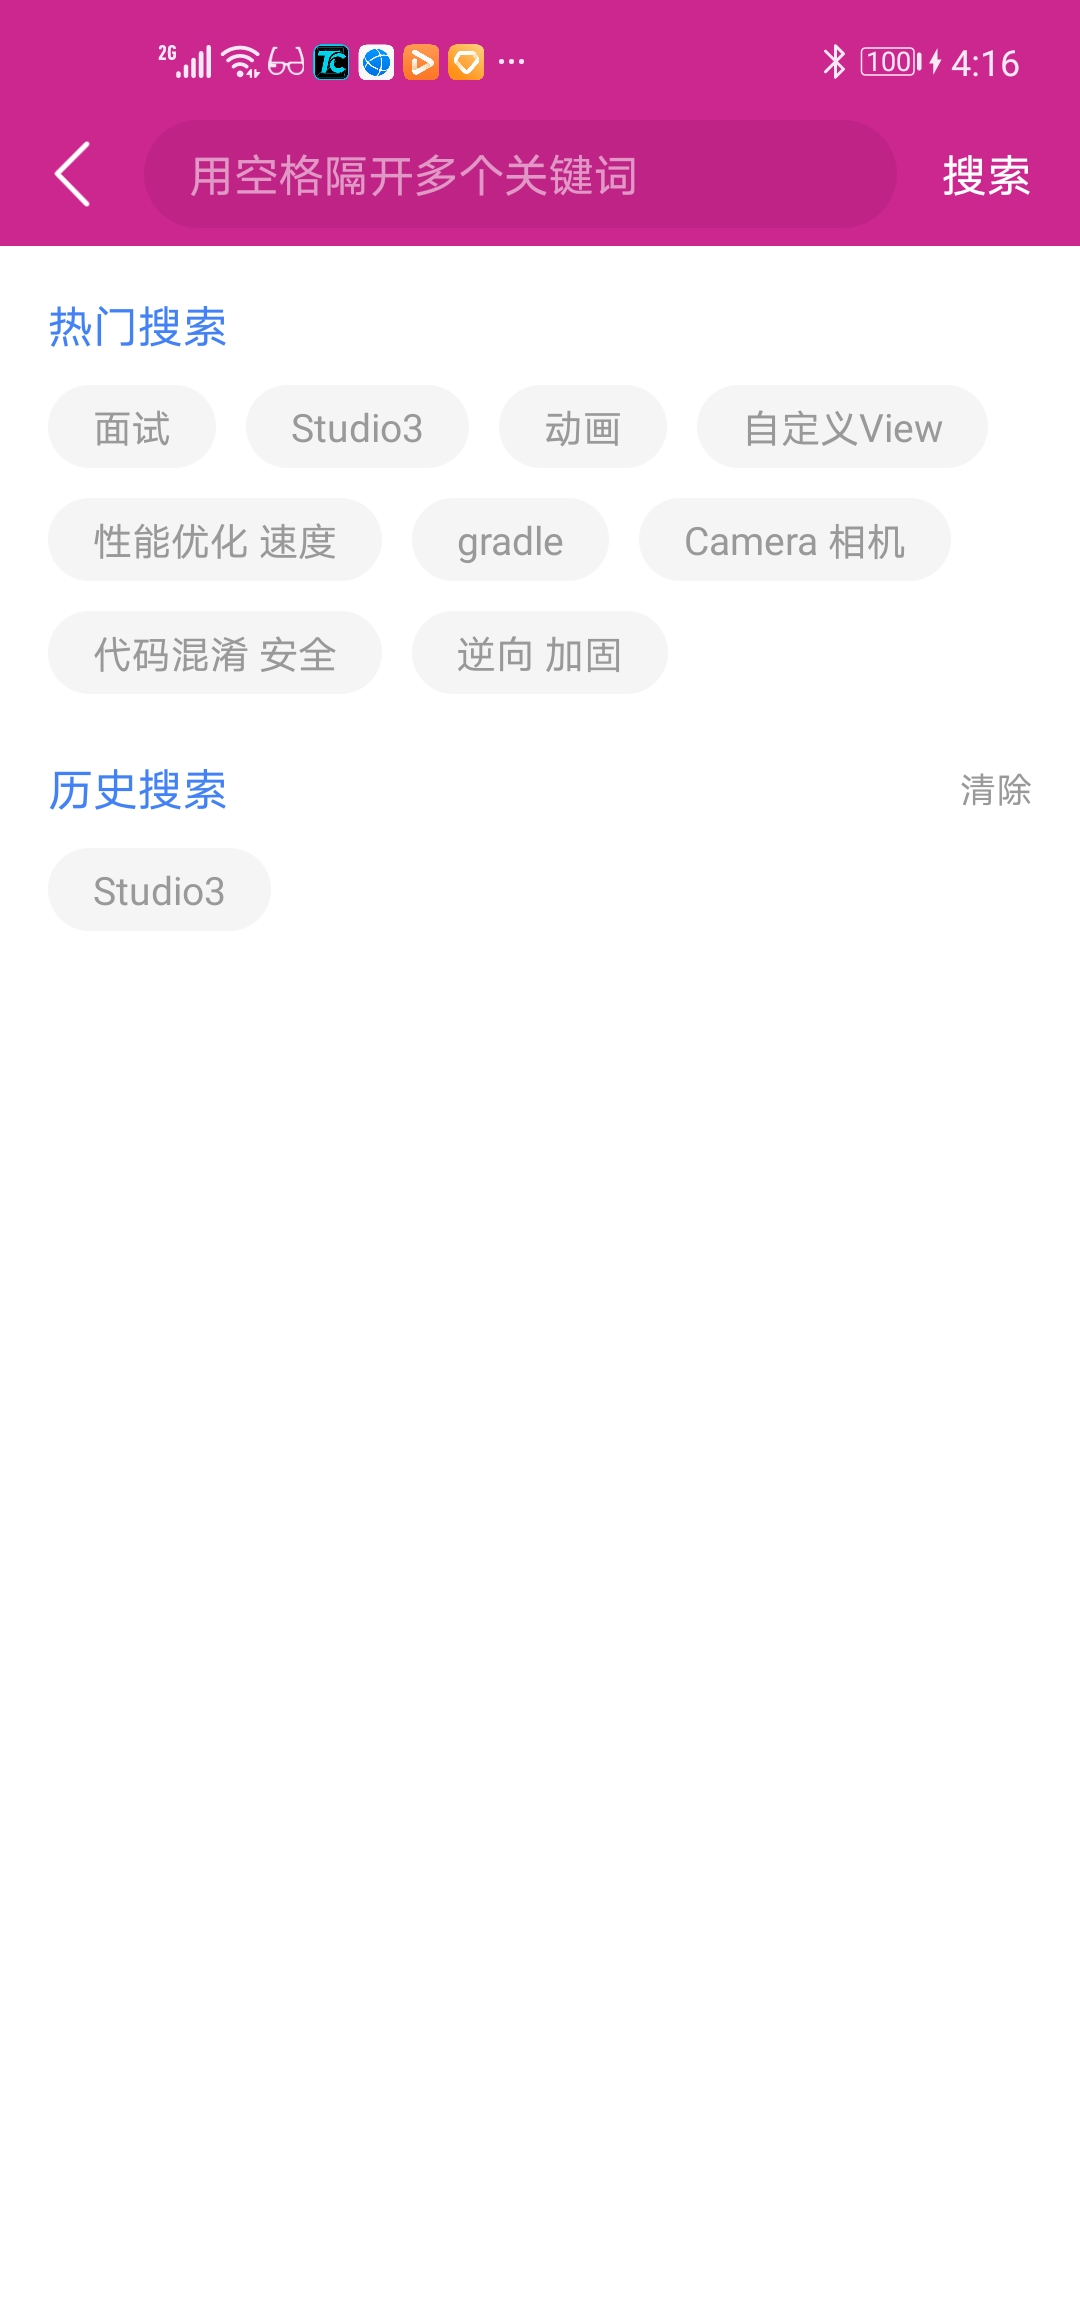 2G 100 4:16
用空格隔开多个关键词 搜索
热门搜索
面试 Studio3 动画 自定义View
性能优化 速度 gradle Camera 相机
代码混淆 安全 逆向 加固
历史搜索 清除
Studio3